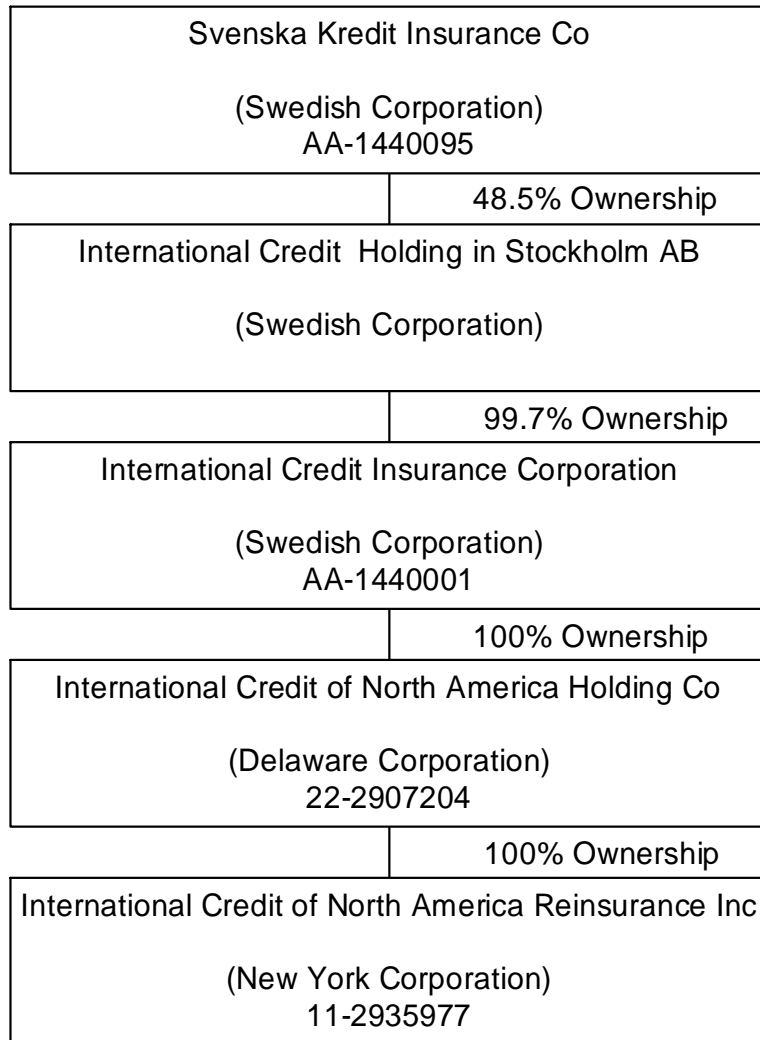 Svenska Kredit Insurance Co
(Swedish Corporation)
AA-1440095
48.5% Ownership
International Credit  Holding in Stockholm AB
(Swedish Corporation)
99.7% Ownership
International Credit Insurance Corporation
(Swedish Corporation)
AA-1440001
100% Ownership
International Credit of North America Holding Co
(Delaware Corporation)
22-2907204
100% Ownership
International Credit of North America Reinsurance Inc
(New York Corporation)
11-2935977